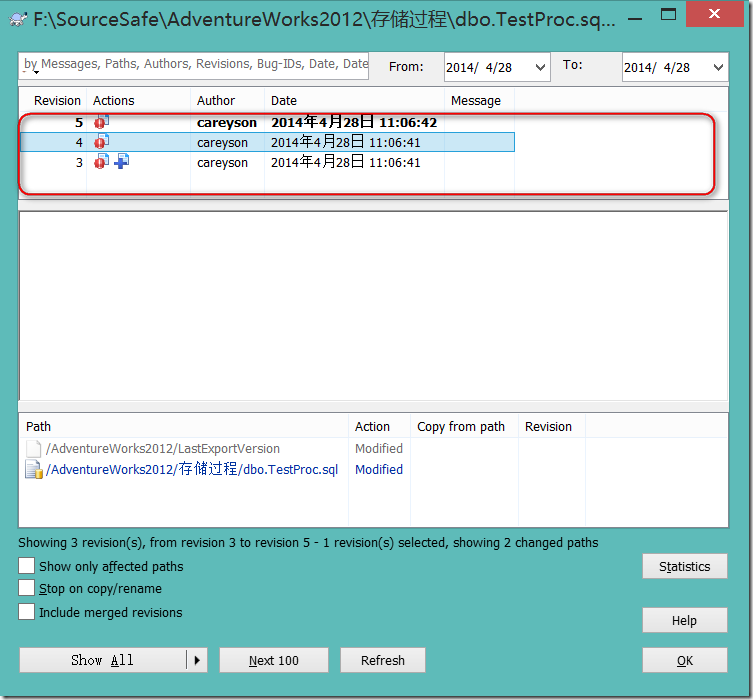 F:\SourceSafe\AdventureWorks2012\存储过程\dbo.TestProc.sq...
by Messages, Paths, Authors, Revisions, Bug-IDs, Date, Date From: 2014/ 4/28 To: 2014/ 4/28
Revision Actions Author Date Message
5 careyson 2014年4月28日 11:06:42
4 careyson 2014年4月28日 11:06:41
3 careyson 2014年4月28日 11:06:41
Path Action Copy from path Revision
/AdventureWorks2012/LastExportVersion Modified
/AdventureWorks2012/存储过程/dbo.TestProc.sql Modified
Showing 3 revision(s), from revision 3 to revision 5 - 1 revision(s) selected, showing 2 changed paths
Show only affected paths Statistics
Stop on copy/rename
Include merged revisions Help
Show All Next 100 Refresh OK